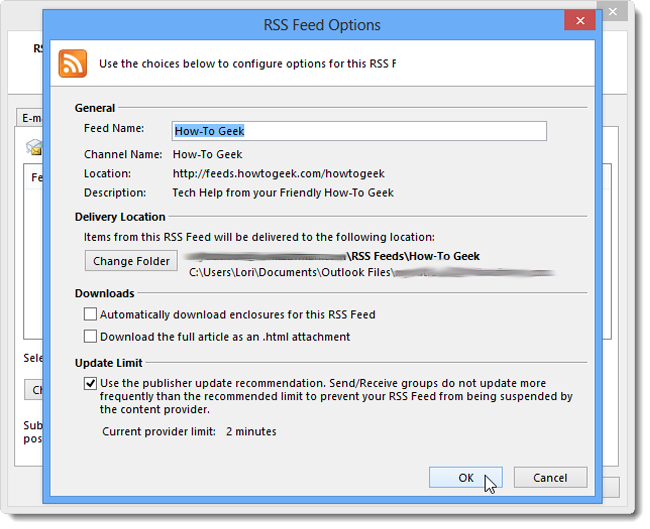 RSS Feed Options
Use the choices below to configure options for this RSS F
General
Feed Name: How-To Geek
Channel Name: How-To Geek
Location: http://feeds.howtogeek.com/howtogeek
Description: Tech Help from your Friendly How-To Geek
Delivery Location
Items from this RSS Feed will be delivered to the following location:
Change Folder \RSS Feeds\How-To Geek
C:\Users\Lori\Documents\Outlook Files\
Downloads
Automatically download enclosures for this RSS Feed
Download the full article as an .html attachment
Update Limit
Use the publisher update recommendation. Send/Receive groups do not update more
frequently than the recommended limit to prevent your RSS Feed from being suspended by
the content provider.
Current provider limit: 2 minutes
OK Cancel
RS
E-ma
Fe
Sele
Ch
Sub
pos